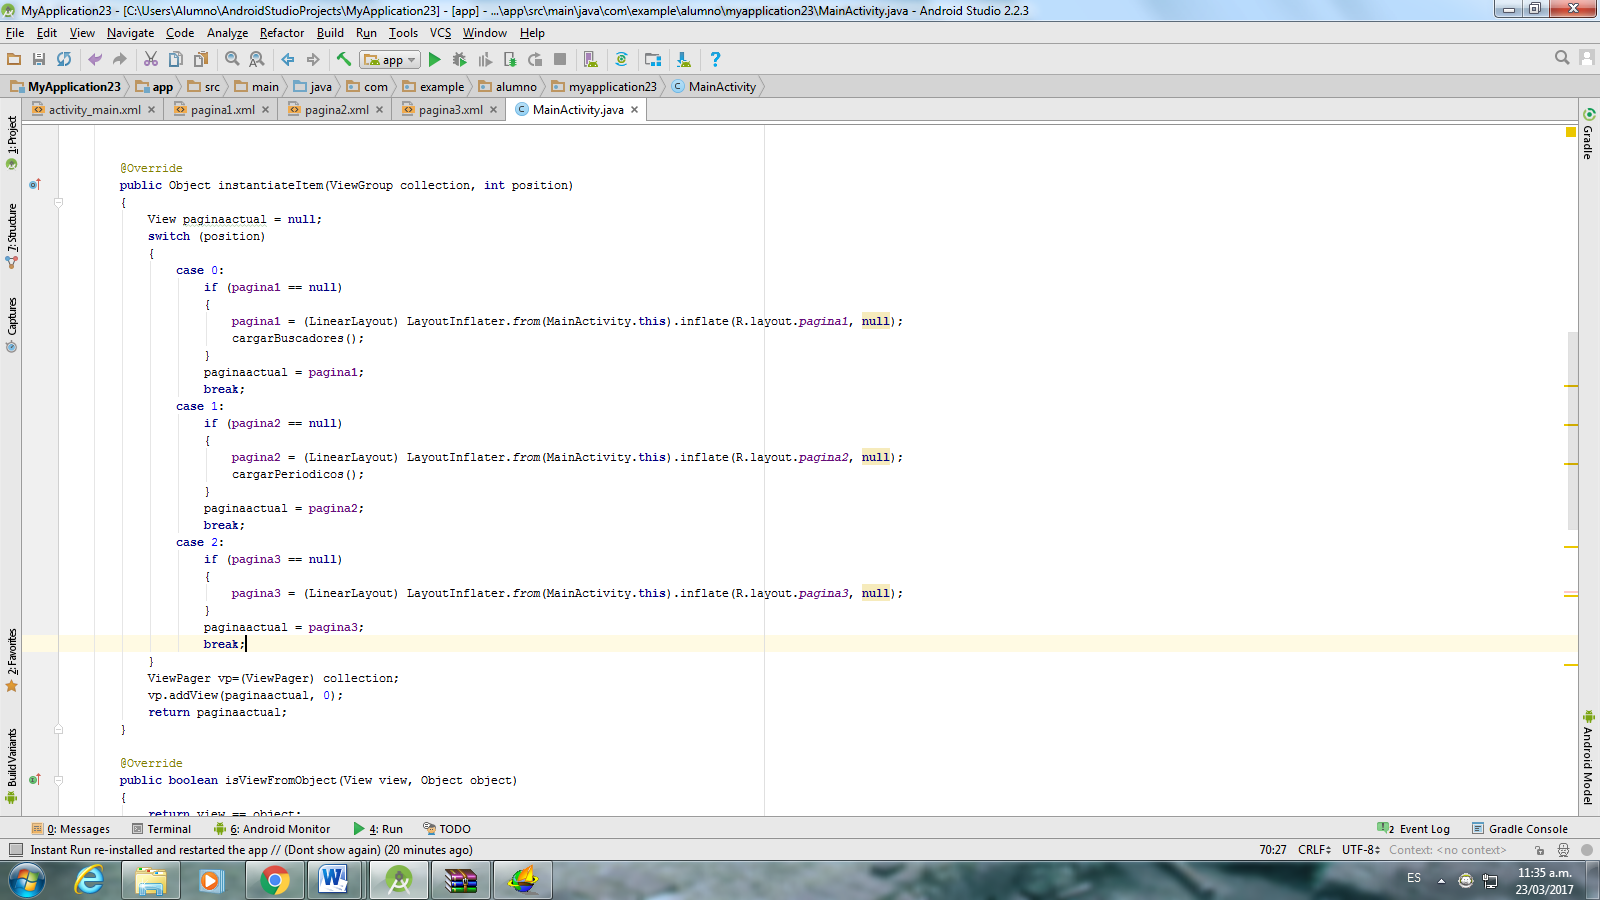 MyApplication23 - [C:\Users\Alumno\AndroidStudioProjects\MyApplication23] - [app] - ...\app\src\main\java\com\example\alumno\myapplication23\MainActivity.java - Android Studio 2.2.3
File Edit View Navigate Code Analyze Refactor Build Run Tools VCS Window Help
app
MyApplication23 app src main java com example alumno myapplication23 MainActivity
activity_main.xml pagina1.xml pagina2.xml pagina3.xml MainActivity.java
1: Project
7: Structure
Captures
2: Favorites
Build Variants
@Override
public Object instantiateItem(ViewGroup collection, int position)
{
View paginaactual = null;
switch (position)
{
case 0:
if (pagina1 == null)
{
pagina1 = (LinearLayout) LayoutInflater.from(MainActivity.this).inflate(R.layout.pagina1, null);
cargarBuscadores();
}
paginaactual = pagina1;
break;
case 1:
if (pagina2 == null)
{
pagina2 = (LinearLayout) LayoutInflater.from(MainActivity.this).inflate(R.layout.pagina2, null);
cargarPeriodicos();
}
paginaactual = pagina2;
break;
case 2:
if (pagina3 == null)
{
pagina3 = (LinearLayout) LayoutInflater.from(MainActivity.this).inflate(R.layout.pagina3, null);
}
paginaactual = pagina3;
break;
}
ViewPager vp=(ViewPager) collection;
vp.addView(paginaactual, 0);
return paginaactual;
}
@Override
public boolean isViewFromObject(View view, Object object)
{
return view == object;
Gradle
Android Model
0: Messages Terminal 6: Android Monitor 4: Run TODO 2 Event Log Gradle Console
Instant Run re-installed and restarted the app // (Dont show again) (20 minutes ago) 70:27 CRLF UTF-8 Context: <no context>
ES 11:35 a.m.
23/03/2017